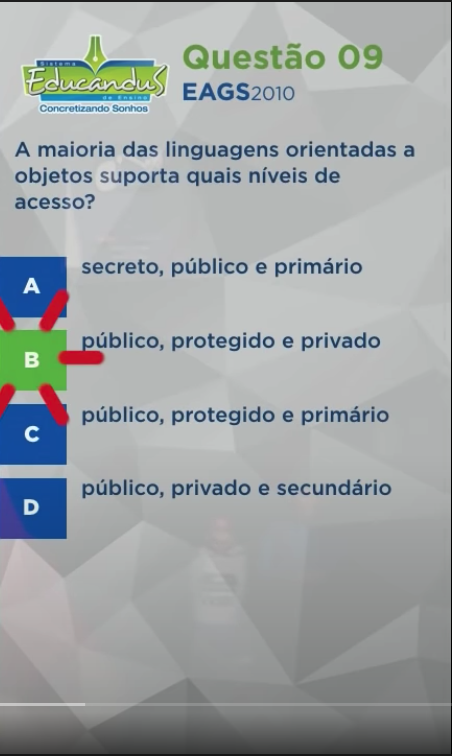 Sistema
Educandus
de Ensino
Concretizando Sonhos
Questão 09
EAGS2010
A maioria das linguagens orientadas a
objetos suporta quais níveis de
acesso?
A
secreto, público e primário
B
público, protegido e privado
C
público, protegido e primário
D
público, privado e secundário